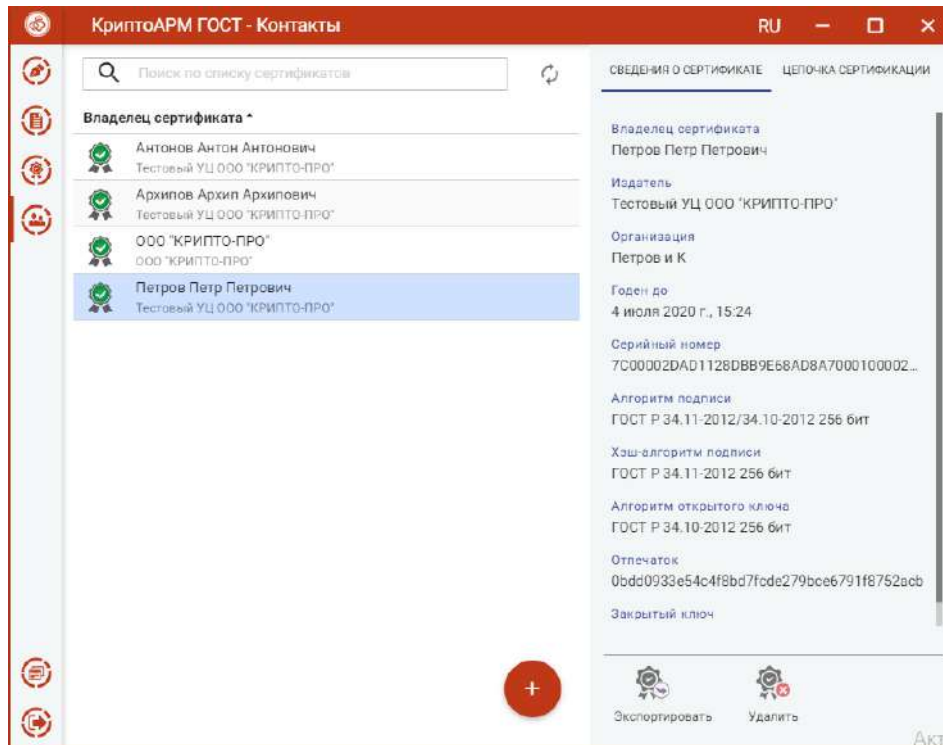 КриптоАРМ ГОСТ - Контакты
RU
Поиск по списку сертификатов
Владелец сертификата
Антонов Антон Антонович
Тестовый УЦ ООО "КРИПТО-ПРО"
Архипов Архип Архипович
Тестовый УЦ ООО "КРИПТО-ПРО"
ООО "КРИПТО-ПРО"
ООО "КРИПТО-ПРО"
Петров Петр Петрович
Тестовый УЦ ООО "КРИПТО-ПРО"
СВЕДЕНИЯ О СЕРТИФИКАТЕ ЦЕПОЧКА СЕРТИФИКАЦИИ
Владелец сертификата
Петров Петр Петрович
Издатель
Тестовый УЦ ООО "КРИПТО-ПРО"
Организация
Петров и К
Годен до
4 июля 2020 г., 15:24
Серийный номер
7C00002DAD1128DBB9E68AD8A7000100002...
Алгоритм подписи
ГОСТ Р 34.11-2012/34.10-2012 256 бит
Хэш-алгоритм подписи
ГОСТ Р 34.11-2012 256 бит
Алгоритм открытого ключа
ГОСТ Р 34.10-2012 256 бит
Отпечаток
0bdd0933e54c4f8bd7fcde279bce6791f8752acb
Закрытый ключ
Экспортировать Удалить
Акт